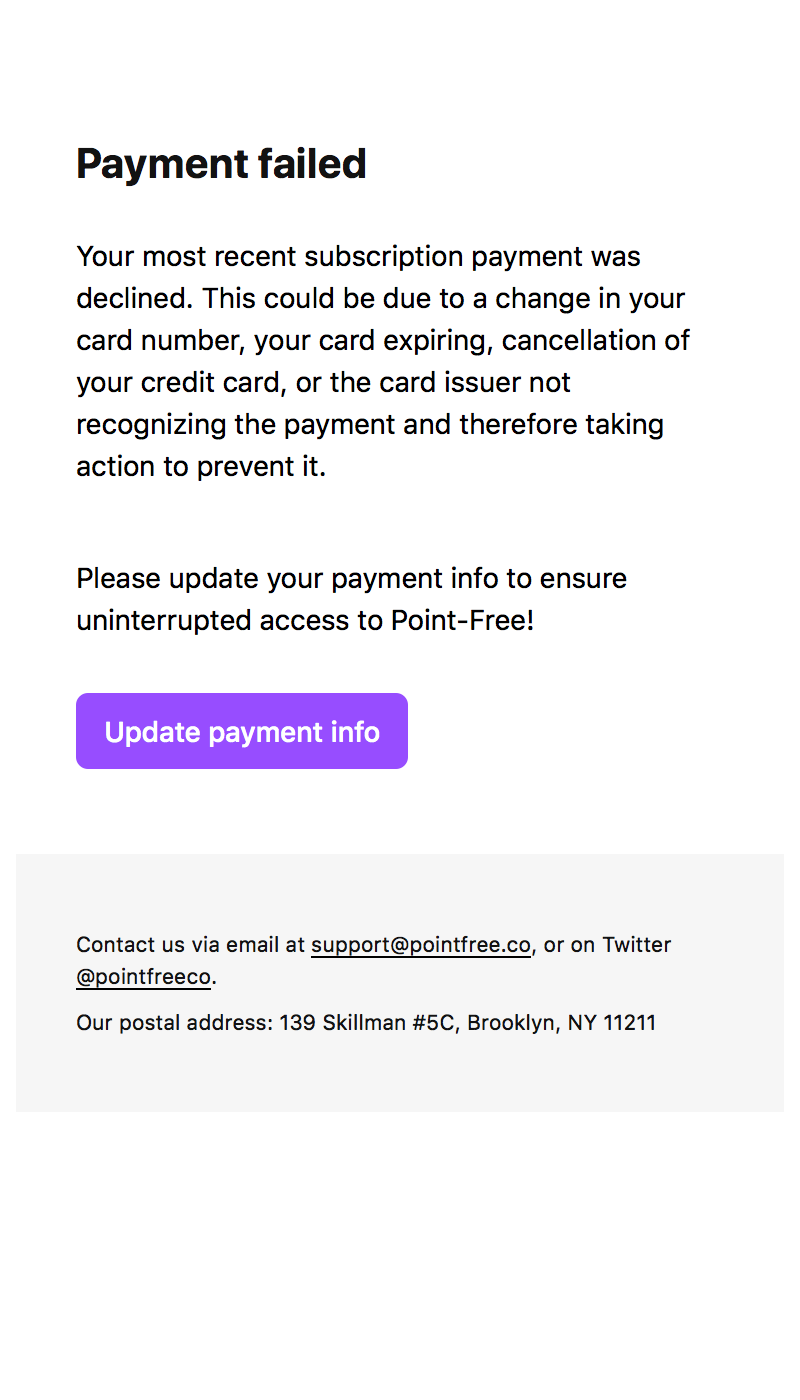 Payment failed
Your most recent subscription payment was
declined. This could be due to a change in your
card number, your card expiring, cancellation of
your credit card, or the card issuer not
recognizing the payment and therefore taking
action to prevent it.
Please update your payment info to ensure
uninterrupted access to Point-Free!
Update payment info
Contact us via email at support@pointfree.co, or on Twitter
@pointfreeco.
Our postal address: 139 Skillman #5C, Brooklyn, NY 11211